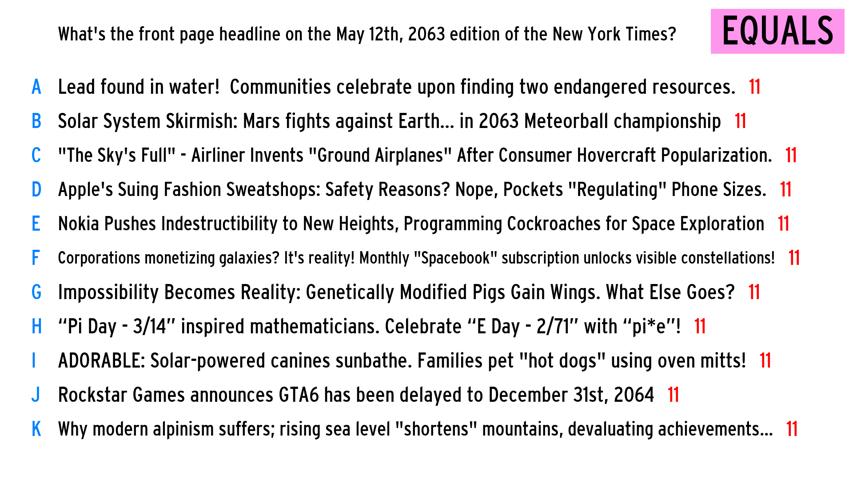 What's the front page headline on the May 12th, 2063 edition of the New York Times? EQUALS
A Lead found in water! Communities celebrate upon finding two endangered resources. 11
B Solar System Skirmish: Mars fights against Earth... in 2063 Meteorball championship 11
C "The Sky's Full" - Airliner Invents "Ground Airplanes" After Consumer Hovercraft Popularization. 11
D Apple's Suing Fashion Sweatshops: Safety Reasons? Nope, Pockets "Regulating" Phone Sizes. 11
E Nokia Pushes Indestructibility to New Heights, Programming Cockroaches for Space Exploration 11
F Corporations monetizing galaxies? It's reality! Monthly "Spacebook" subscription unlocks visible constellations! 11
G Impossibility Becomes Reality: Genetically Modified Pigs Gain Wings. What Else Goes? 11
H “Pi Day - 3/14” inspired mathematicians. Celebrate “E Day - 2/71” with “pi*e”! 11
I ADORABLE: Solar-powered canines sunbathe. Families pet "hot dogs" using oven mitts! 11
J Rockstar Games announces GTA6 has been delayed to December 31st, 2064 11
K Why modern alpinism suffers; rising sea level "shortens" mountains, devaluating achievements... 11